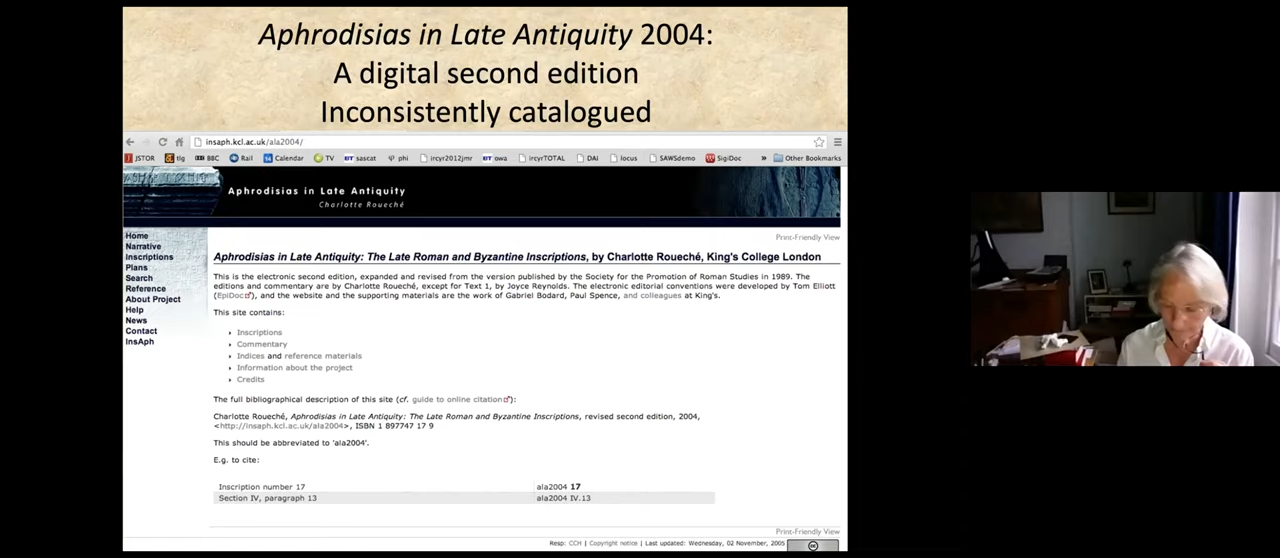 Aphrodisias in Late Antiquity 2004:
A digital second edition
Inconsistently catalogued
insaph.kcl.ac.uk/ala2004/
JSTOR tlg BBC Rail Calendar TV sascat phi ircyr2012jmr owa ircyrTOTAL DAI locus SAWSdemo SigiDoc » Other Bookmarks
Aphrodisias in Late Antiquity
Charlotte Roueché
Home
Narrative
Inscriptions
Plans
Search
Reference
About Project
Help
News
Contact
InsAph
Print-Friendly View
Aphrodisias in Late Antiquity: The Late Roman and Byzantine Inscriptions, by Charlotte Roueché, King's College London
This is the electronic second edition, expanded and revised from the version published by the Society for the Promotion of Roman Studies in 1989. The
editions and commentary are by Charlotte Roueché, except for Text 1, by Joyce Reynolds. The electronic editorial conventions were developed by Tom Elliott
(EpiDoc), and the website and the supporting materials are the work of Gabriel Bodard, Paul Spence, and colleagues at King's.
This site contains:
Inscriptions
Commentary
Indices and reference materials
Information about the project
Credits
The full bibliographical description of this site (cf. guide to online citation):
Charlotte Roueché, Aphrodisias in Late Antiquity: The Late Roman and Byzantine Inscriptions, revised second edition, 2004,
<http://insaph.kcl.ac.uk/ala2004>, ISBN 1 897747 17 9
This should be abbreviated to 'ala2004'.
E.g. to cite:
Inscription number 17 ala2004 17
Section IV, paragraph 13 ala2004 IV.13
Print-Friendly View
Resp: CCH | Copyright notice | Last updated: Wednesday, 02 November, 2005